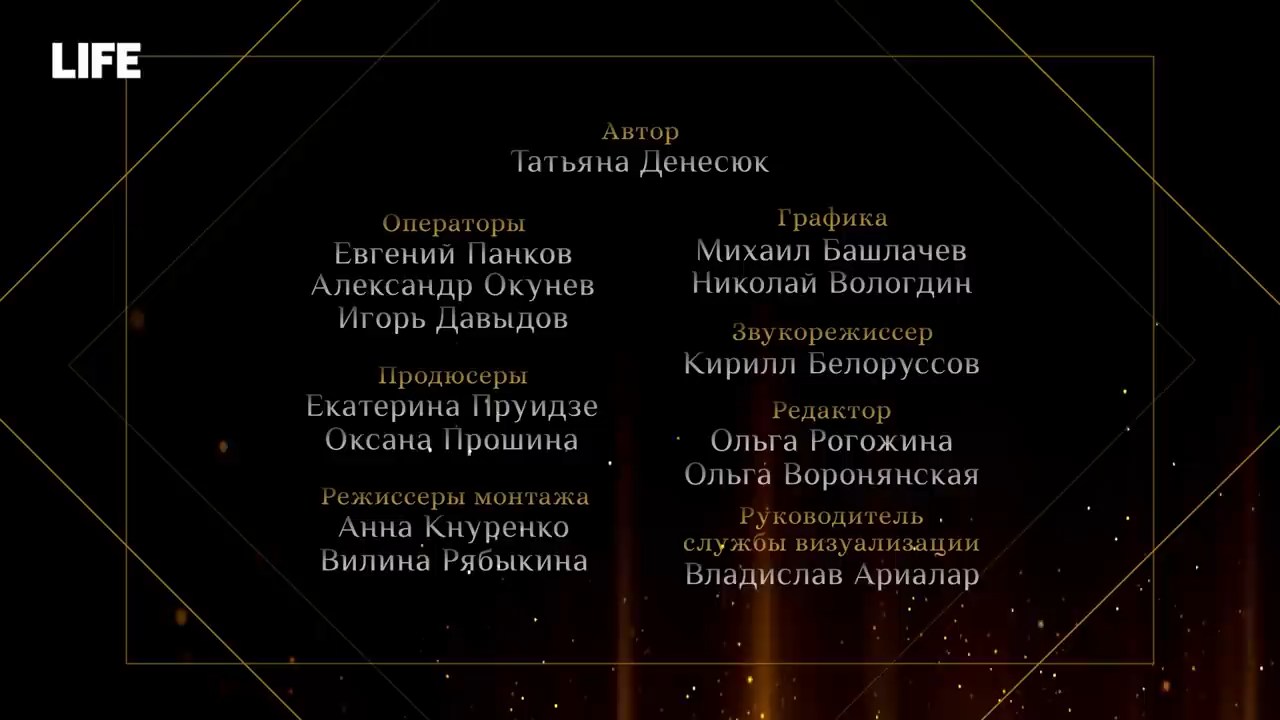 LIFE
Автор
Татьяна Денесюк
Операторы
Евгений Панков
Александр Окунев
Игорь Давыдов
Продюсеры
Екатерина Пруидзе
Оксана Прошина
Режиссеры монтажа
Анна Кнуренко
Вилина Рябыкина
Графика
Михаил Башлачев
Николай Вологдин
Звукорежиссер
Кирилл Белоруссов
Редактор
Ольга Рогожина
Ольга Воронянская
Руководитель
службы визуализации
Владислав Ариалар